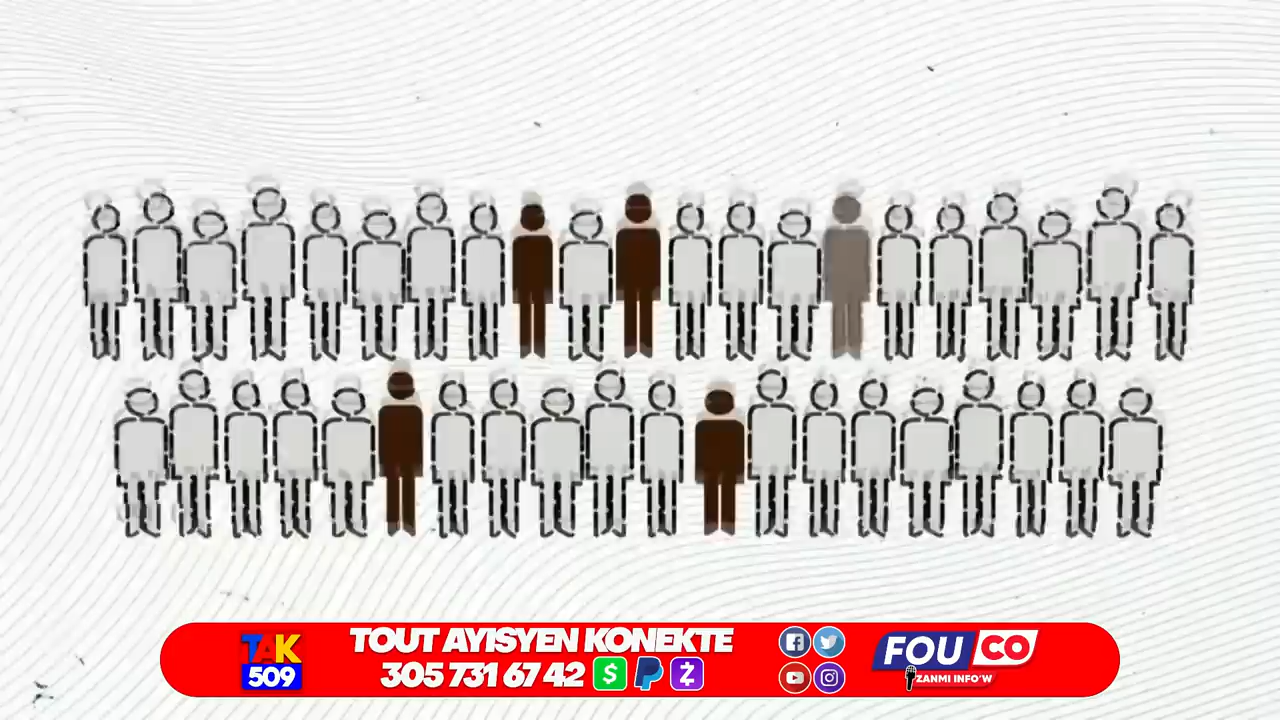 TAK
509
TOUT AYISYEN KONEKTE
305 731 67 42
FOU CO
ZANMI INFO'W